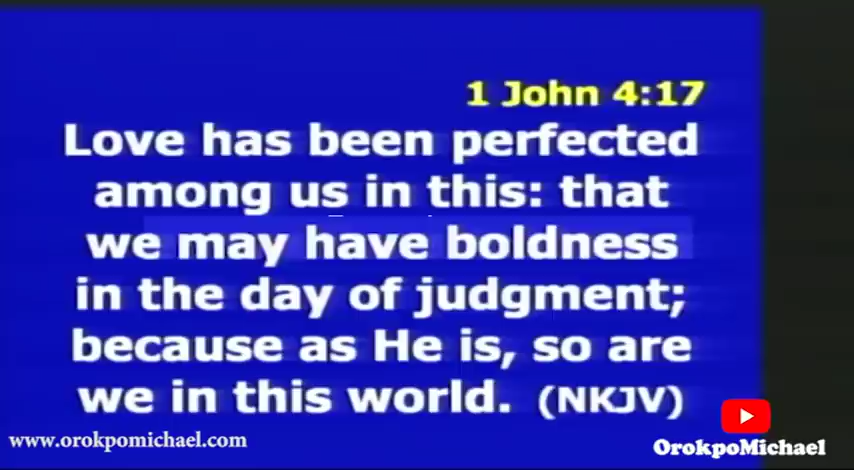 1 John 4:17
Love has been perfected
among us in this: that
we may have boldness
in the day of judgment;
because as He is, so are
we in this world. (NKJV)
www.orokpomichael.com
OrokpoMichael